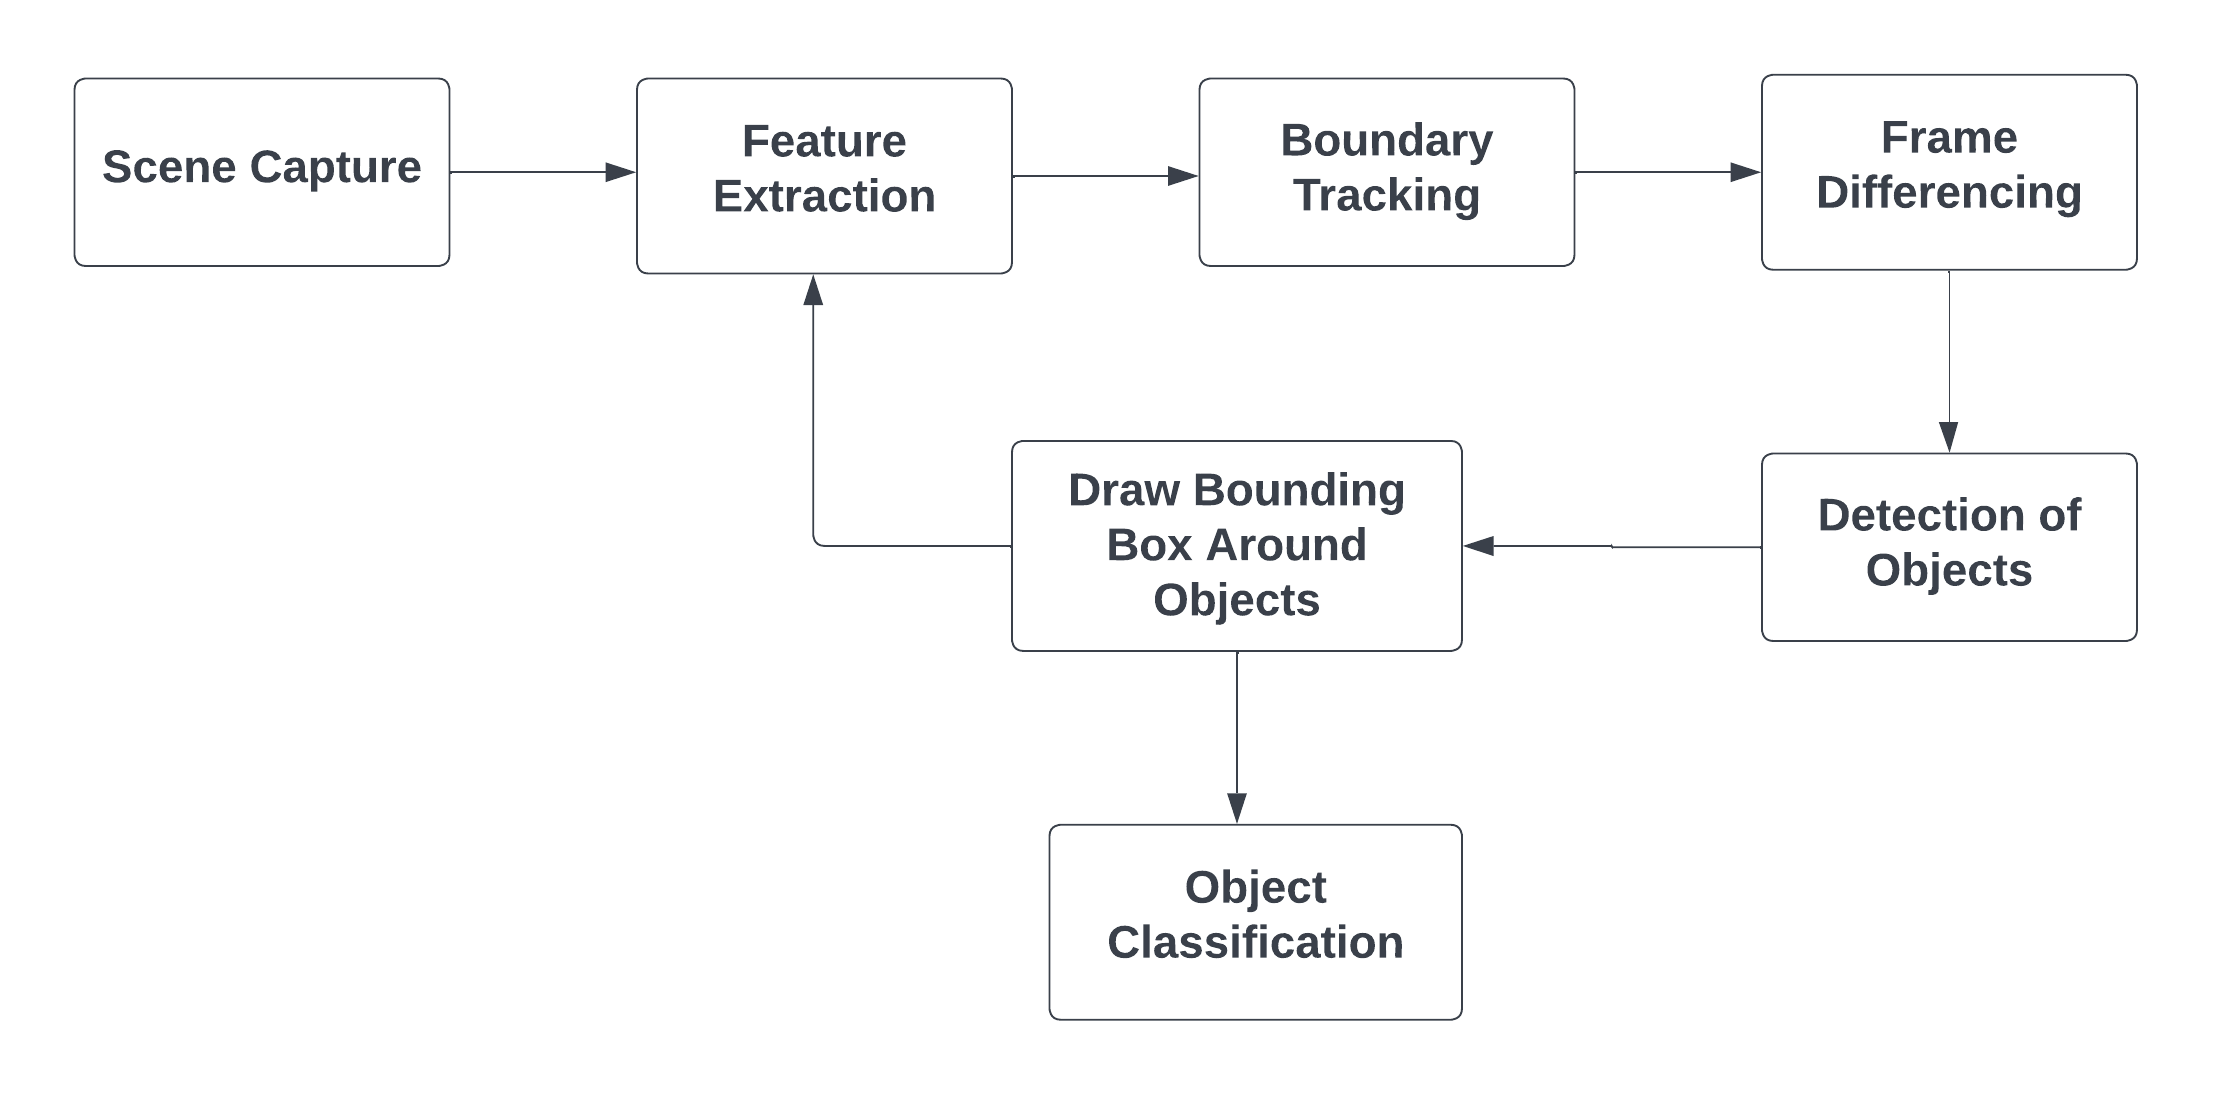 Scene Capture
Feature
Extraction
Boundary
Tracking
Frame
Differencing
Draw Bounding
Box Around
Objects
Detection of
Objects
Object
Classification